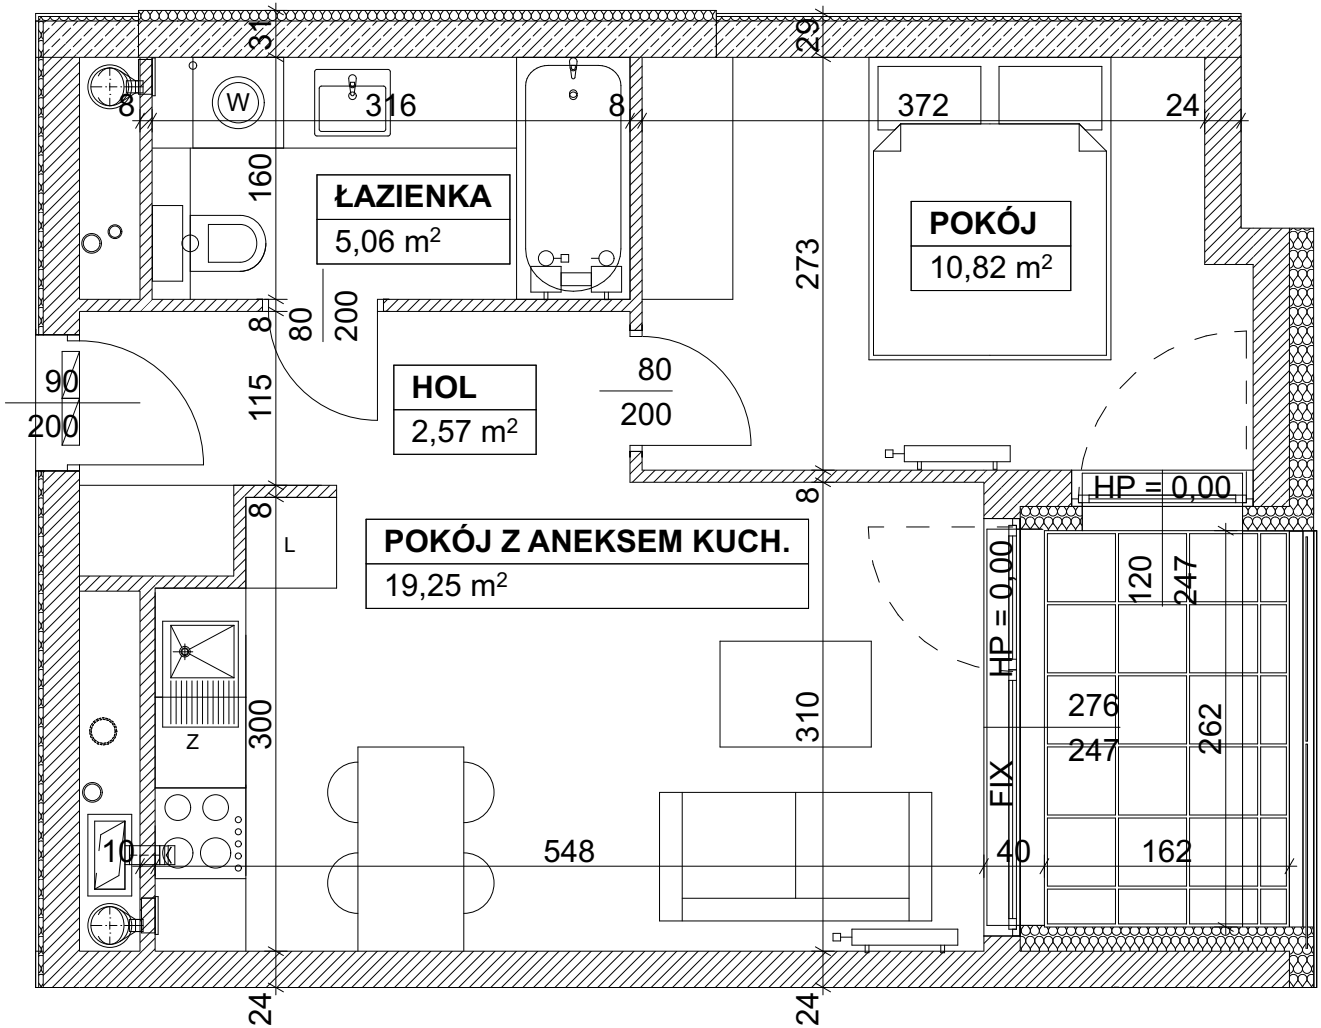 31
29
8
316
8
372
24
W
160
ŁAZIENKA
5,06 m²
POKÓJ
10,82 m²
273
8
80
200
90
200
115
HOL
2,57 m²
80
200
8
8
HP = 0,00
L
POKÓJ Z ANEKSEM KUCH.
19,25 m²
HP = 0,00
120
247
300
Z
310
276
247
262
FIX
10
548
40
162
24
24